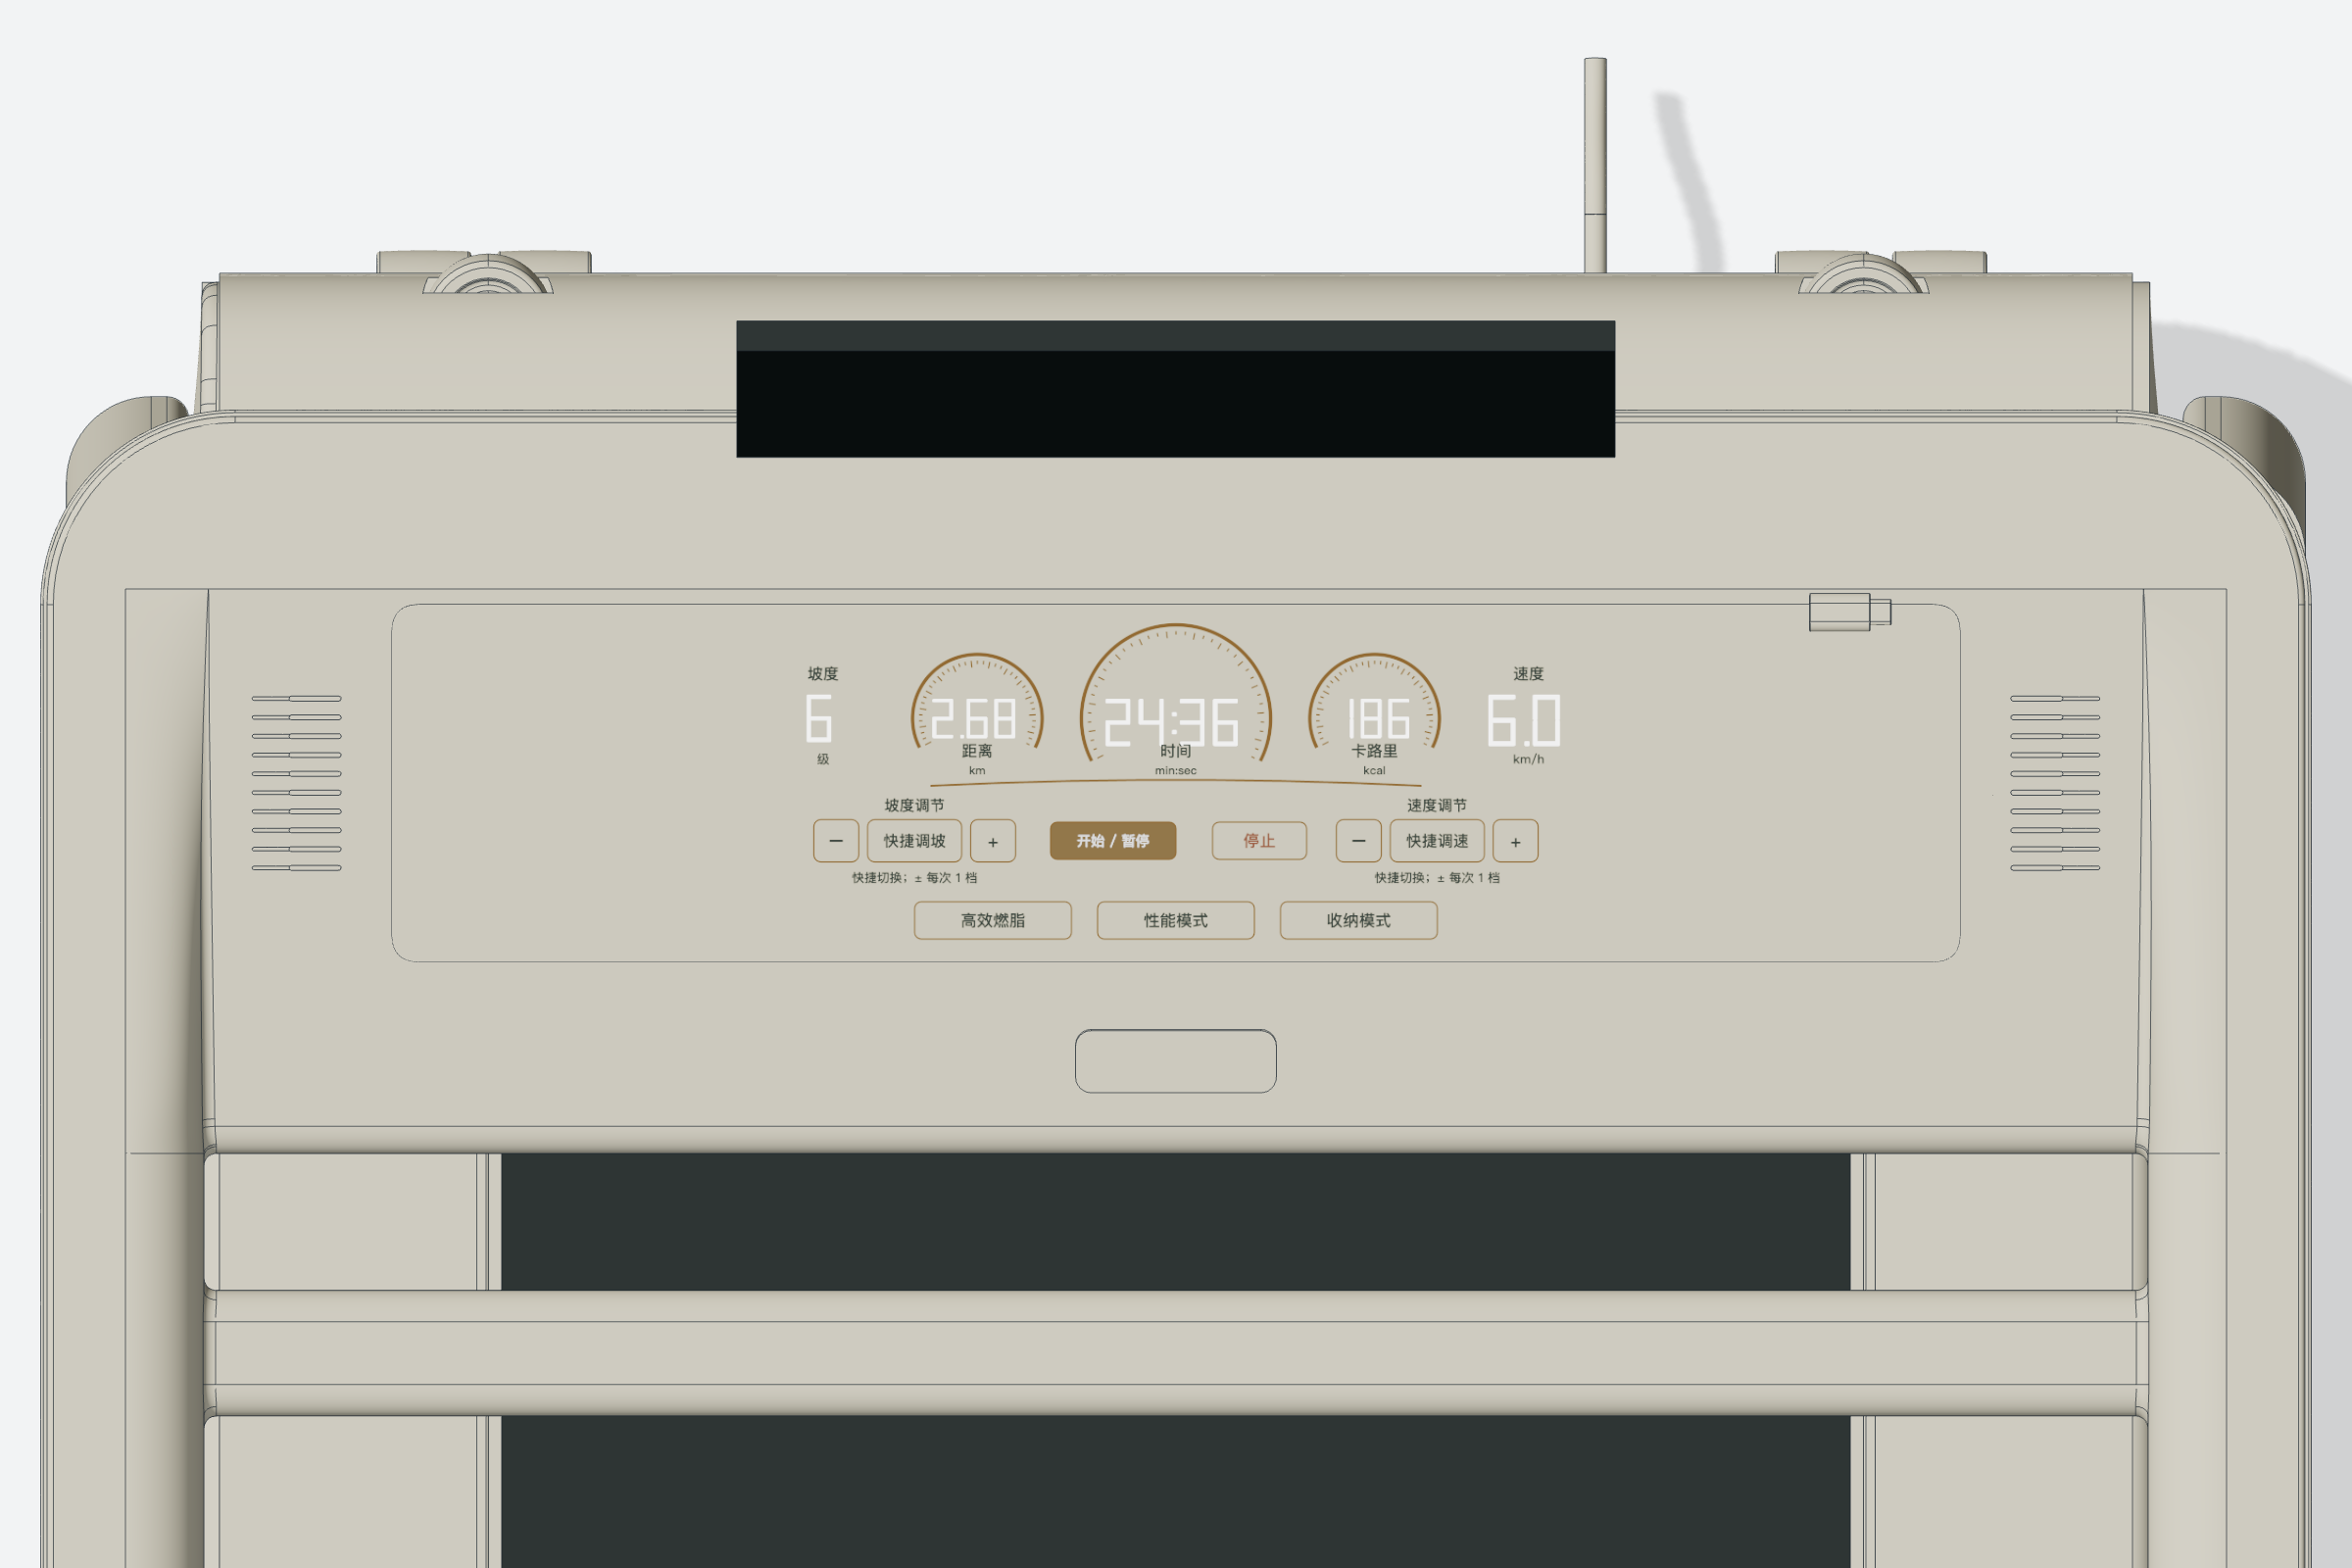 坡度
6
级
2.68
距离
km
24:36
时间
min:sec
186
卡路里
kcal
速度
6.0
km/h
坡度调节
− 快捷调坡 +
快捷切换；± 每次 1 档
开始 / 暂停
停止
速度调节
− 快捷调速 +
快捷切换；± 每次 1 档
高效燃脂
性能模式
收纳模式